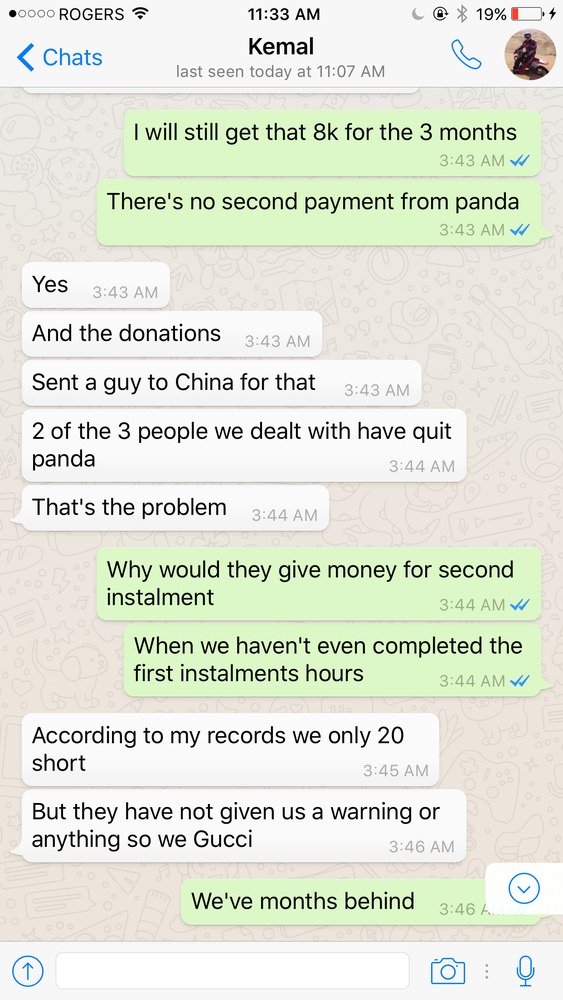 ROGERS 11:33 AM 19%
Chats
Kemal
last seen today at 11:07 AM
I will still get that 8k for the 3 months
3:43 AM
There's no second payment from panda
3:43 AM
Yes 3:43 AM
And the donations 3:43 AM
Sent a guy to China for that 3:43 AM
2 of the 3 people we dealt with have quit
panda 3:44 AM
That's the problem 3:44 AM
Why would they give money for second
instalment 3:44 AM
When we haven't even completed the
first instalments hours 3:44 AM
According to my records we only 20
short 3:45 AM
But they have not given us a warning or
anything so we Gucci 3:46 AM
We've months behind 3:46